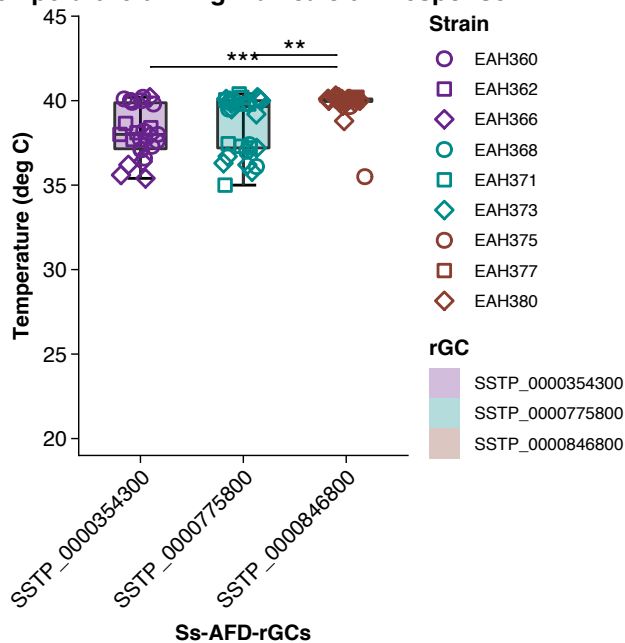 Strain
EAH360
EAH362
EAH366
EAH368
EAH371
EAH373
EAH375
EAH377
EAH380
rGC
SSTP_0000354300
SSTP_0000775800
SSTP_0000846800
**
***
45
40
35
30
25
20
Temperature (deg C)
SSTP_0000354300
SSTP_0000775800
SSTP_0000846800
Ss-AFD-rGCs